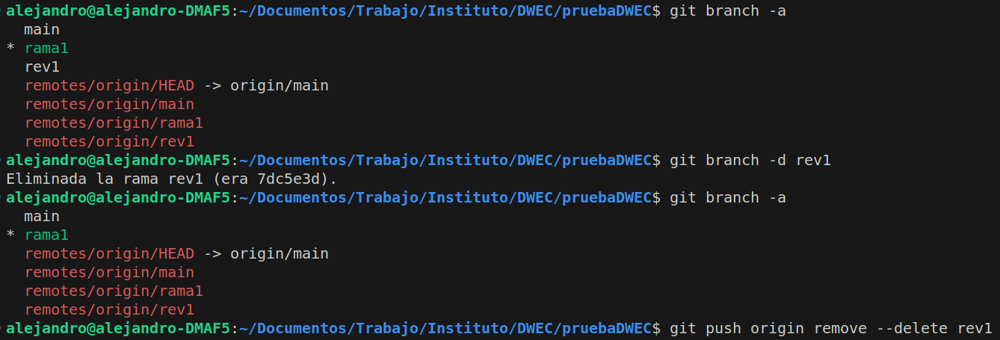 alejandro@alejandro-DMAF5:~/Documentos/Trabajo/Instituto/DWEC/pruebaDWEC$ git branch -a
  main
* rama1
  rev1
  remotes/origin/HEAD -> origin/main
  remotes/origin/main
  remotes/origin/rama1
  remotes/origin/rev1
alejandro@alejandro-DMAF5:~/Documentos/Trabajo/Instituto/DWEC/pruebaDWEC$ git branch -d rev1
Eliminada la rama rev1 (era 7dc5e3d).
alejandro@alejandro-DMAF5:~/Documentos/Trabajo/Instituto/DWEC/pruebaDWEC$ git branch -a
  main
* rama1
  remotes/origin/HEAD -> origin/main
  remotes/origin/main
  remotes/origin/rama1
  remotes/origin/rev1
alejandro@alejandro-DMAF5:~/Documentos/Trabajo/Instituto/DWEC/pruebaDWEC$ git push origin remove --delete rev1